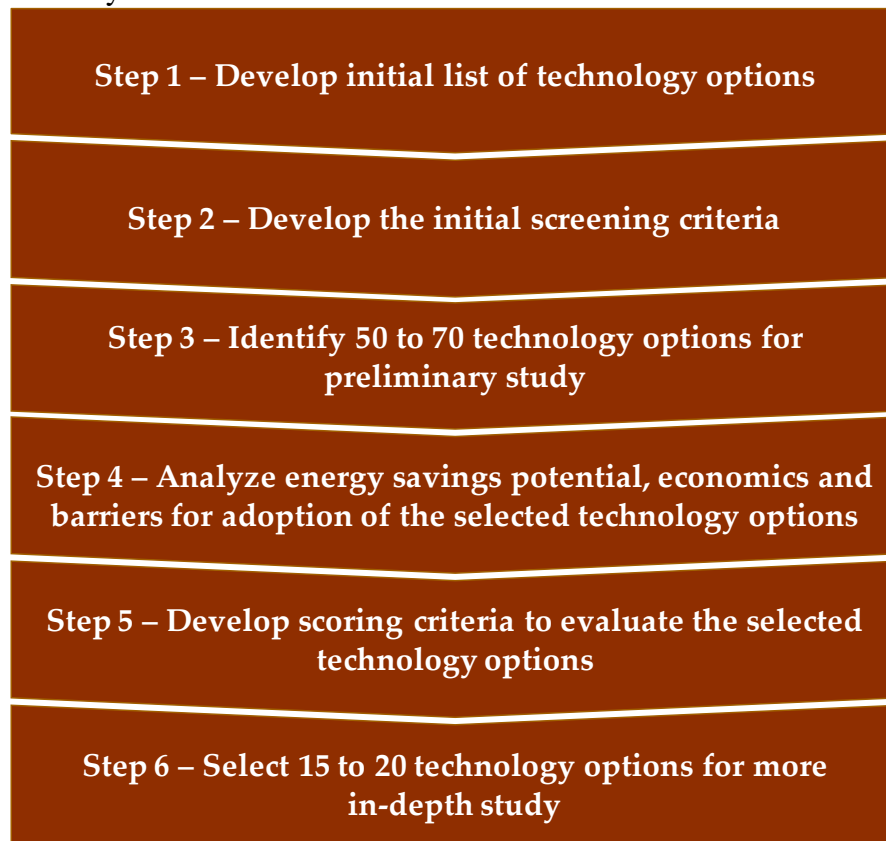 Step 1 – Develop initial list of technology options
Step 2 – Develop the initial screening criteria
Step 3 – Identify 50 to 70 technology options for
preliminary study
Step 4 – Analyze energy savings potential, economics and
barriers for adoption of the selected technology options
Step 5 – Develop scoring criteria to evaluate the selected
technology options
Step 6 – Select 15 to 20 technology options for more
in-depth study